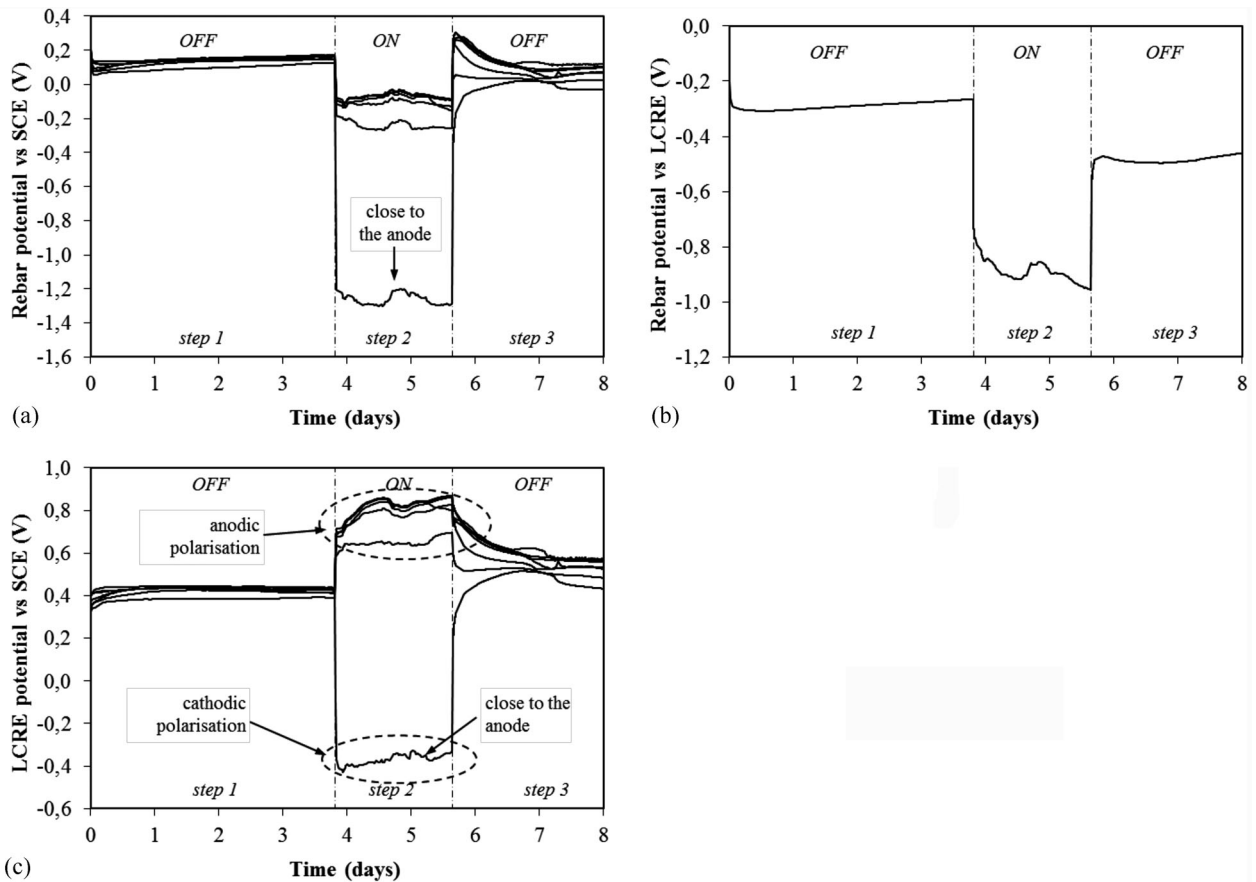 0,4
0,2
0,0
-0,2
-0,4
-0,6
-0,8
-1,0
-1,2
-1,4
-1,6
Rebar potential vs SCE (V)
OFF
ON
OFF
close to
the anode
step 1
step 2
step 3
0 1 2 3 4 5 6 7 8
Time (days)
(a)
0,0
-0,2
-0,4
-0,6
-0,8
-1,0
-1,2
Rebar potential vs LCRE (V)
OFF
ON
OFF
step 1
step 2
step 3
0 1 2 3 4 5 6 7 8
Time (days)
(b)
1,0
0,8
0,6
0,4
0,2
0,0
-0,2
-0,4
-0,6
LCRE potential vs SCE (V)
OFF
ON
OFF
anodic
polarisation
cathodic
polarisation
close to the
anode
step 1
step 2
step 3
0 1 2 3 4 5 6 7 8
Time (days)
(c)